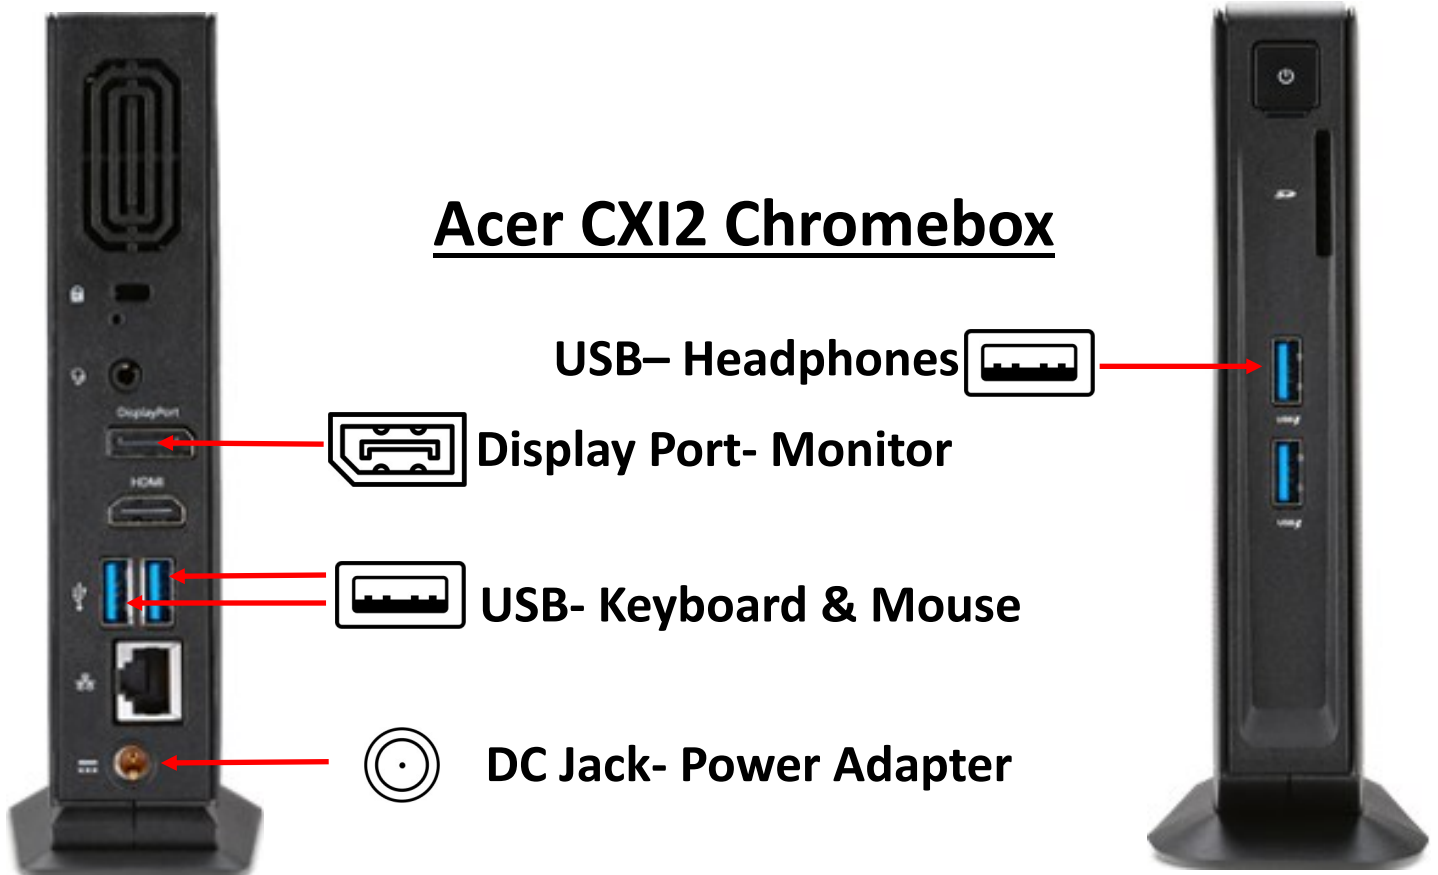 Acer CXI2 Chromebox
USB– Headphones
DisplayPort
Display Port- Monitor
HDMI
USB- Keyboard & Mouse
DC Jack- Power Adapter